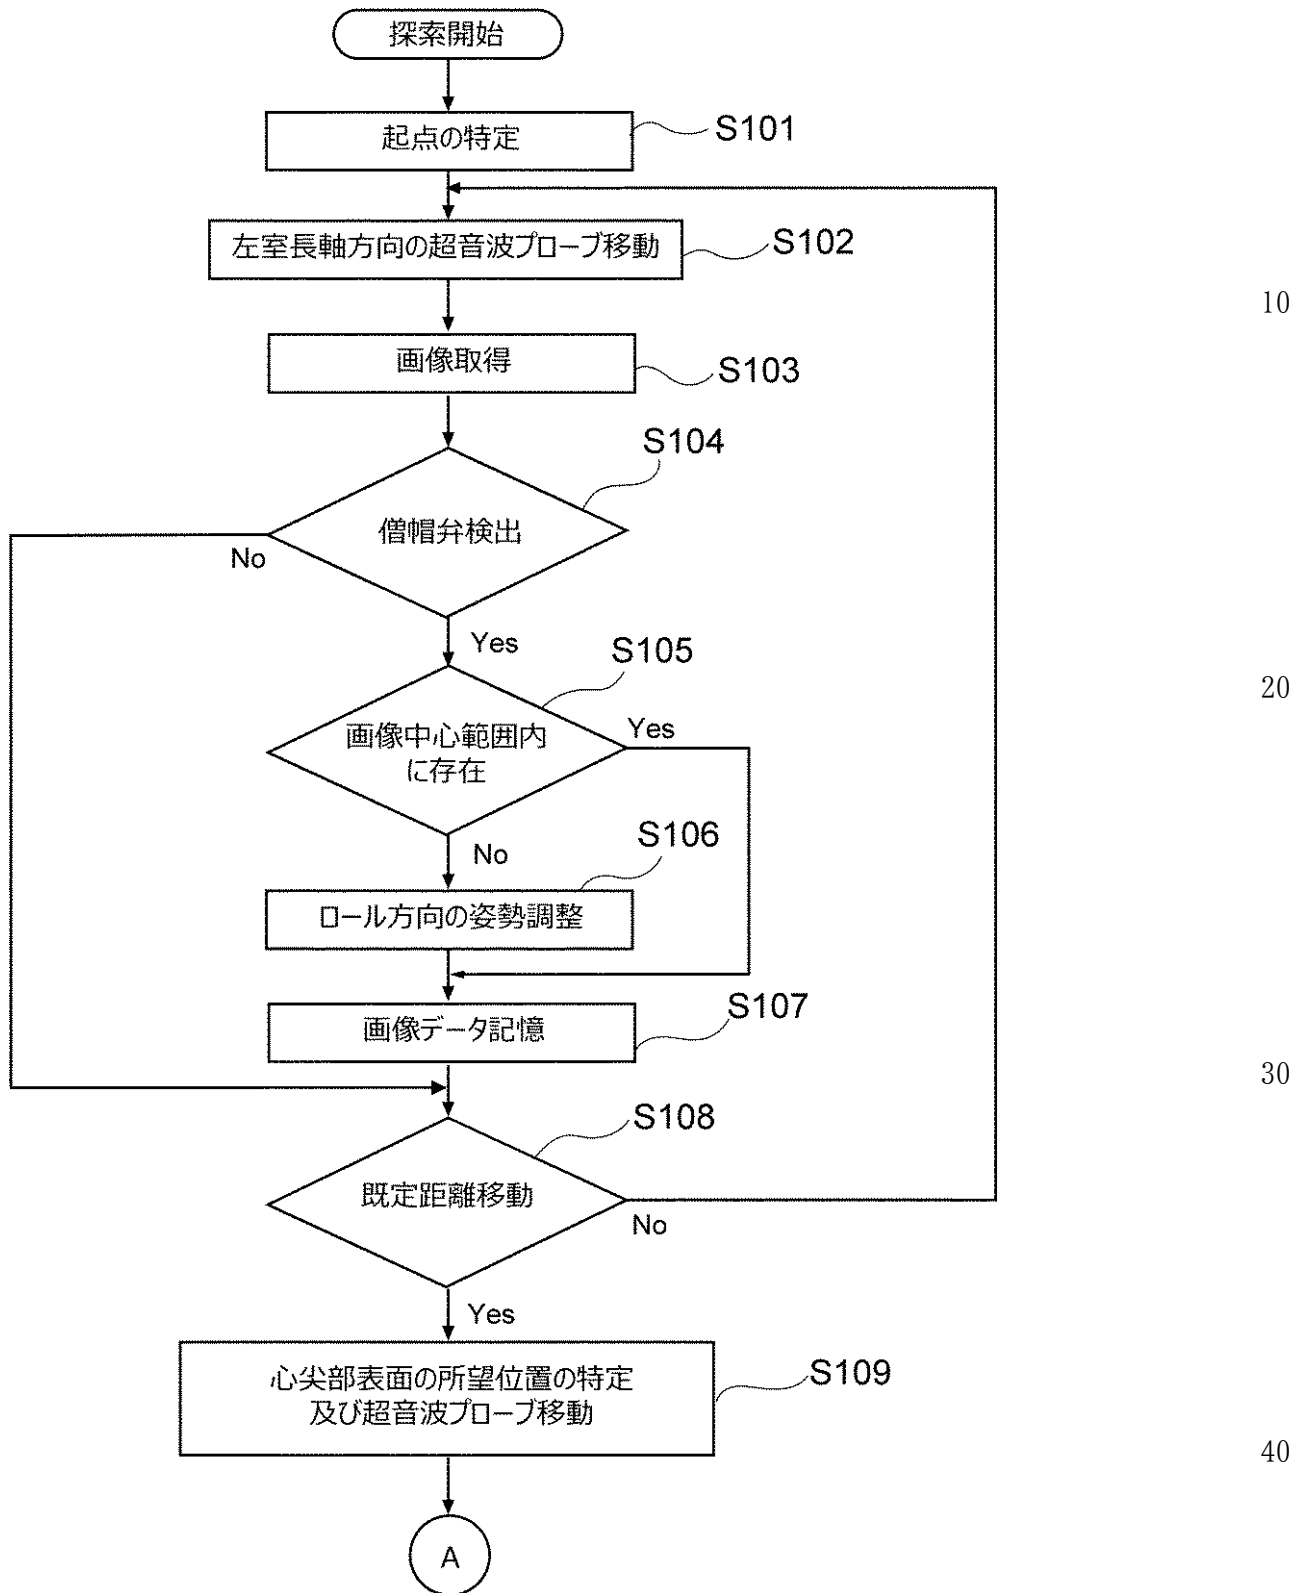 探索開始
起点の特定
S101
左室長軸方向の超音波プローブ移動
S102
10
画像取得
S103
S104
僧帽弁検出
No
Yes
S105
20
画像中心範囲内
に存在
Yes
No
S106
ロール方向の姿勢調整
S107
画像データ記憶
30
S108
既定距離移動
No
Yes
心尖部表面の所望位置の特定
及び超音波プローブ移動
S109
40
A